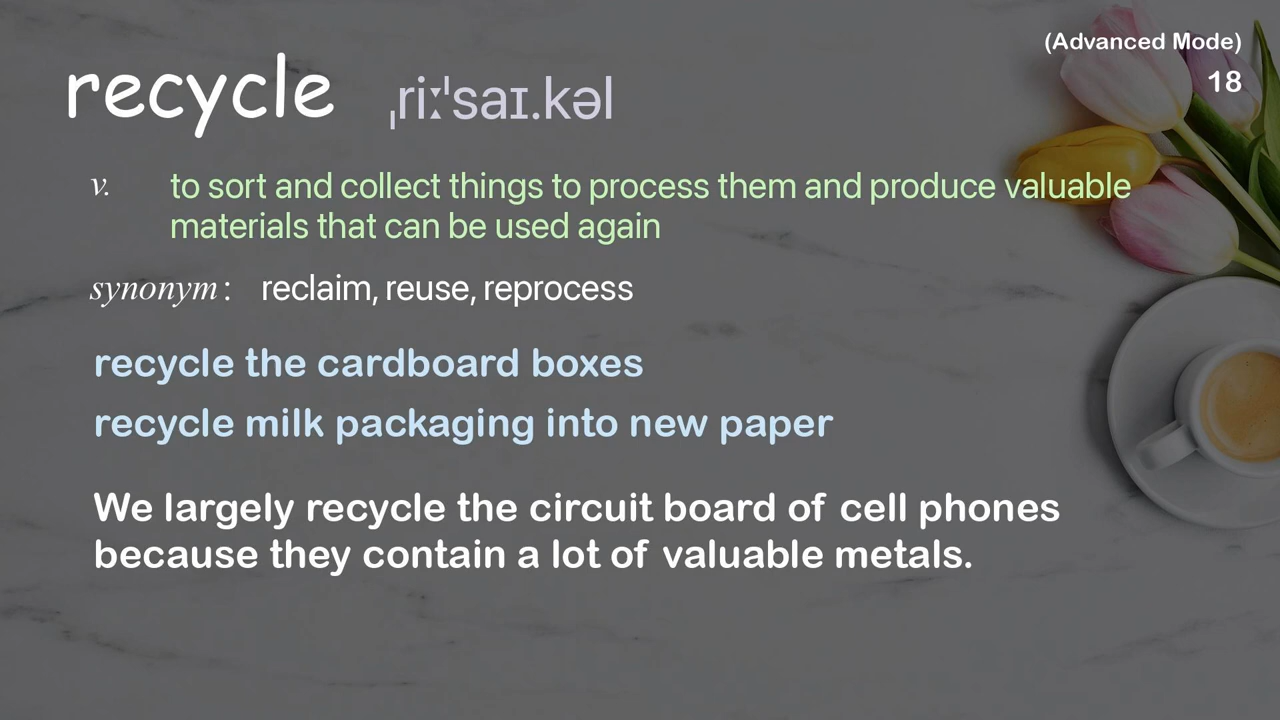 (Advanced Mode)
18
recycle ˌriːˈsaɪ.kəl
v. to sort and collect things to process them and produce valuable
materials that can be used again
synonym : reclaim, reuse, reprocess
recycle the cardboard boxes
recycle milk packaging into new paper
We largely recycle the circuit board of cell phones
because they contain a lot of valuable metals.